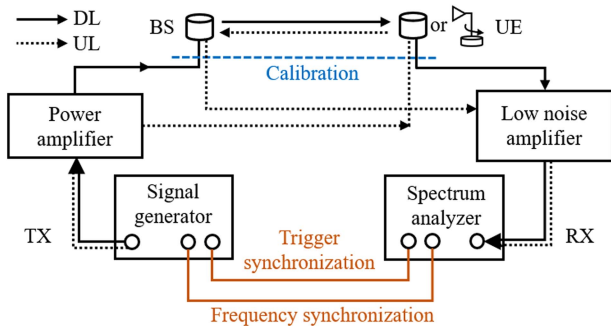 DL
UL
BS
or
UE
Calibration
Power
amplifier
Low noise
amplifier
Signal
generator
Spectrum
analyzer
TX
RX
Trigger
synchronization
Frequency synchronization